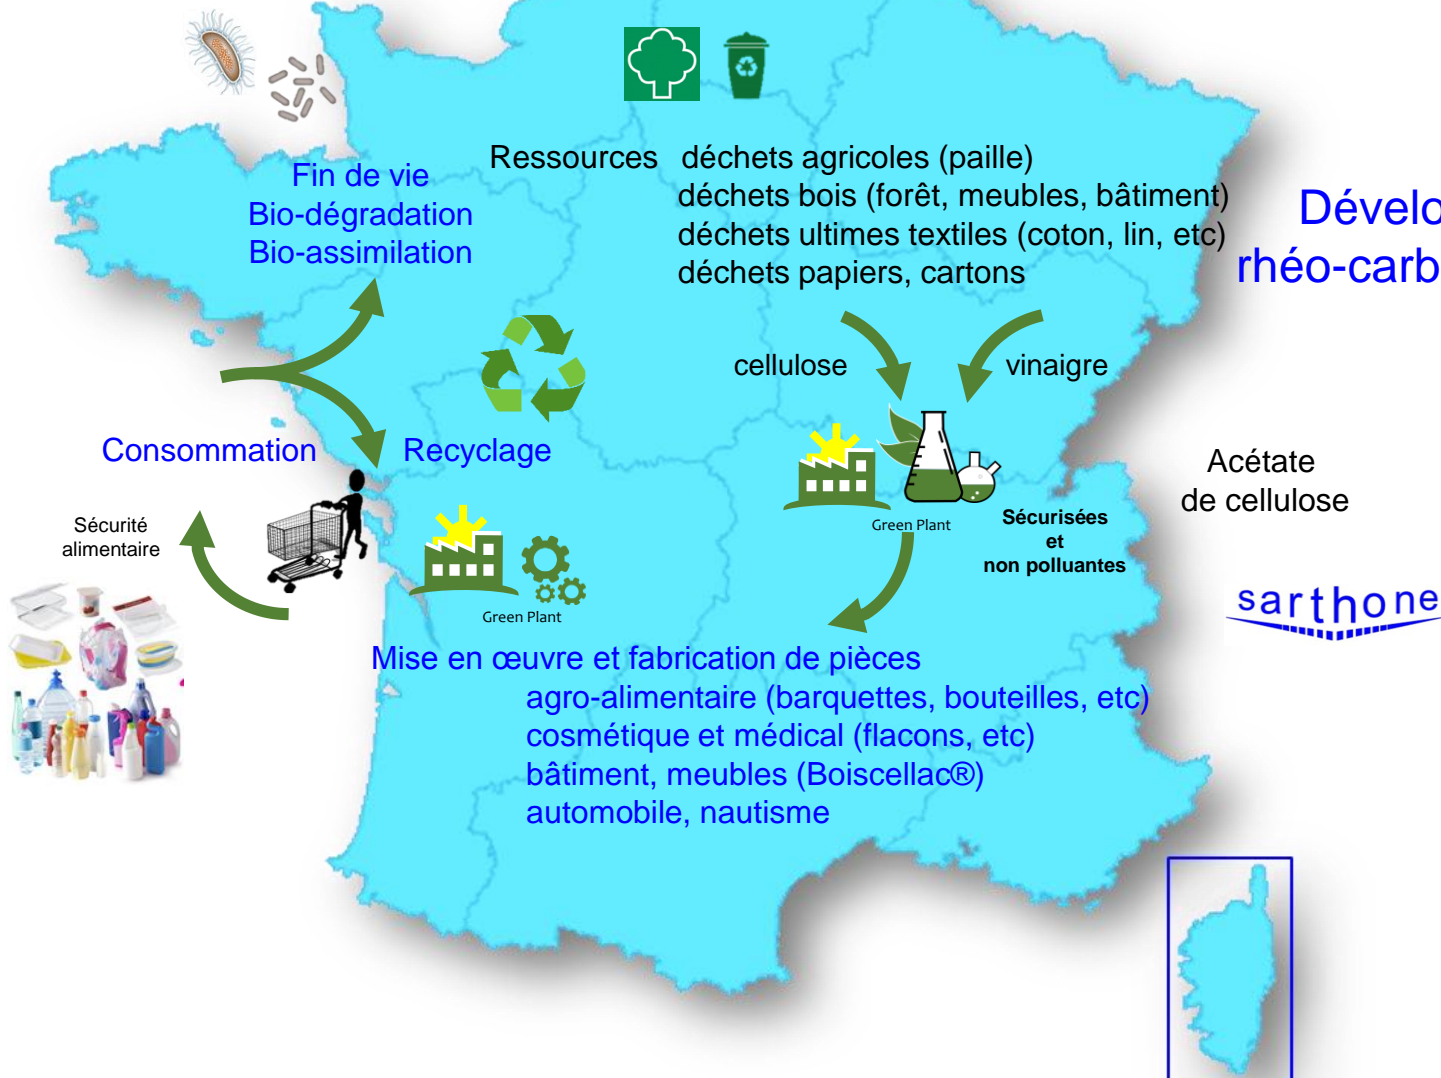 Ressources déchets agricoles (paille)
déchets bois (forêt, meubles, bâtiment)
déchets ultimes textiles (coton, lin, etc)
déchets papiers, cartons
Fin de vie
Bio-dégradation
Bio-assimilation
Dévelo
rhéo-carb
cellulose
vinaigre
Consommation
Recyclage
Acétate
de cellulose
Sécurité
alimentaire
Green Plant
Sécurisées
et
non polluantes
Green Plant
sarthone
Mise en œuvre et fabrication de pièces
agro-alimentaire (barquettes, bouteilles, etc)
cosmétique et médical (flacons, etc)
bâtiment, meubles (Boiscellac®)
automobile, nautisme